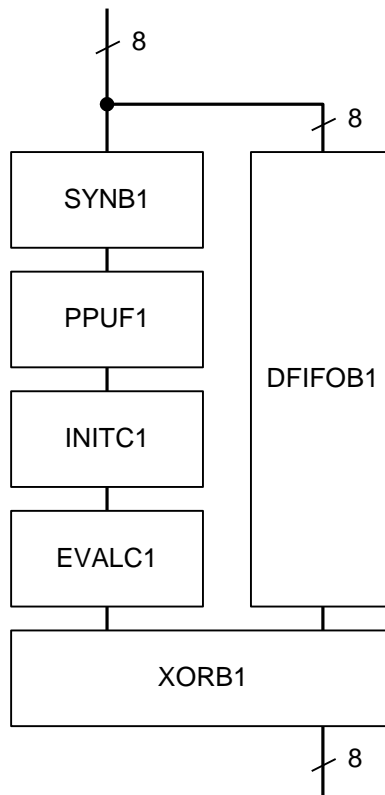 8
8
SYNB1
PPUF1
DFIFOB1
INITC1
EVALC1
XORB1
8